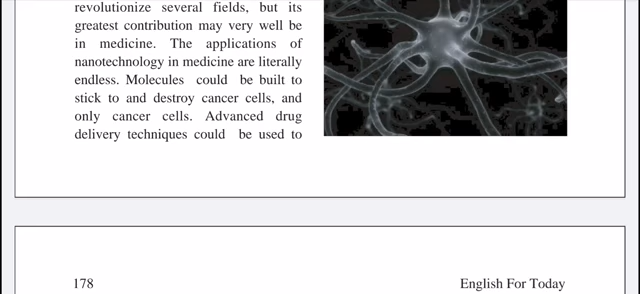 revolutionize several fields, but its
greatest contribution may very well be
in medicine. The applications of
nanotechnology in medicine are literally
endless. Molecules could be built to
stick to and destroy cancer cells, and
only cancer cells. Advanced drug
delivery techniques could be used to
178
English For Today